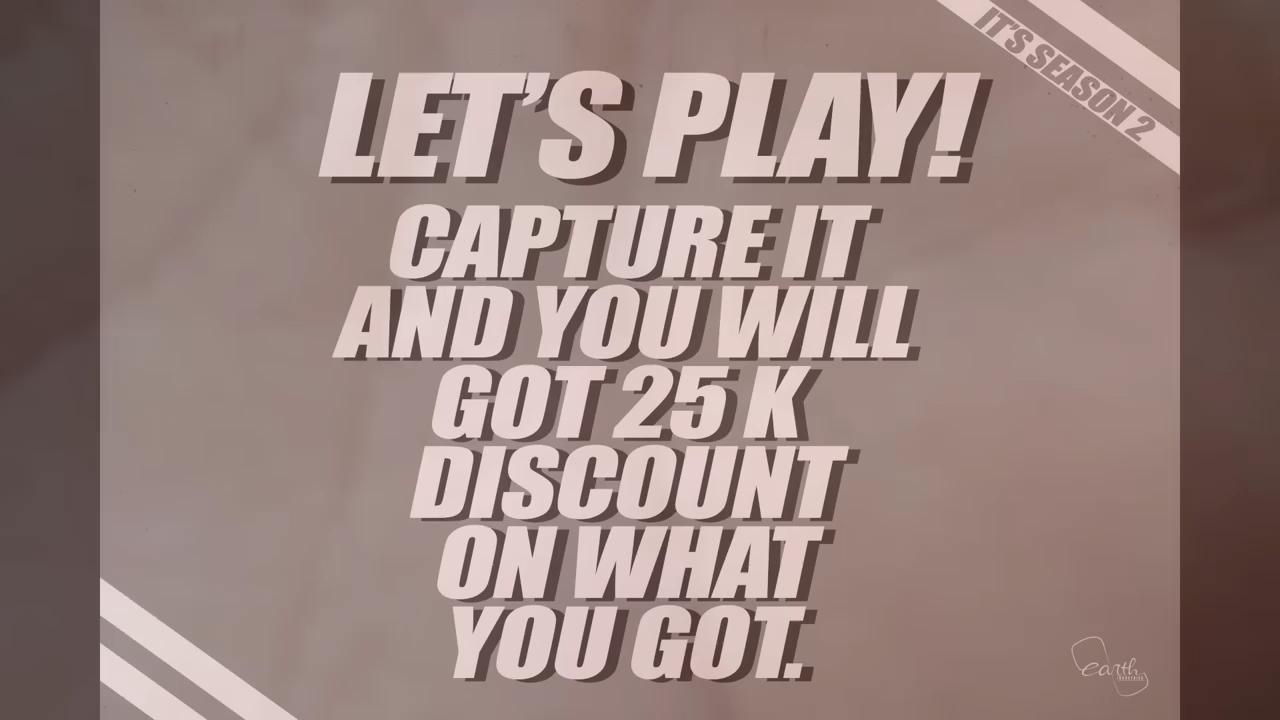 IT'S SEASON 2
LET'S PLAY!
CAPTURE IT
AND YOU WILL
GOT 25 K
DISCOUNT
ON WHAT
YOU GOT.
earth